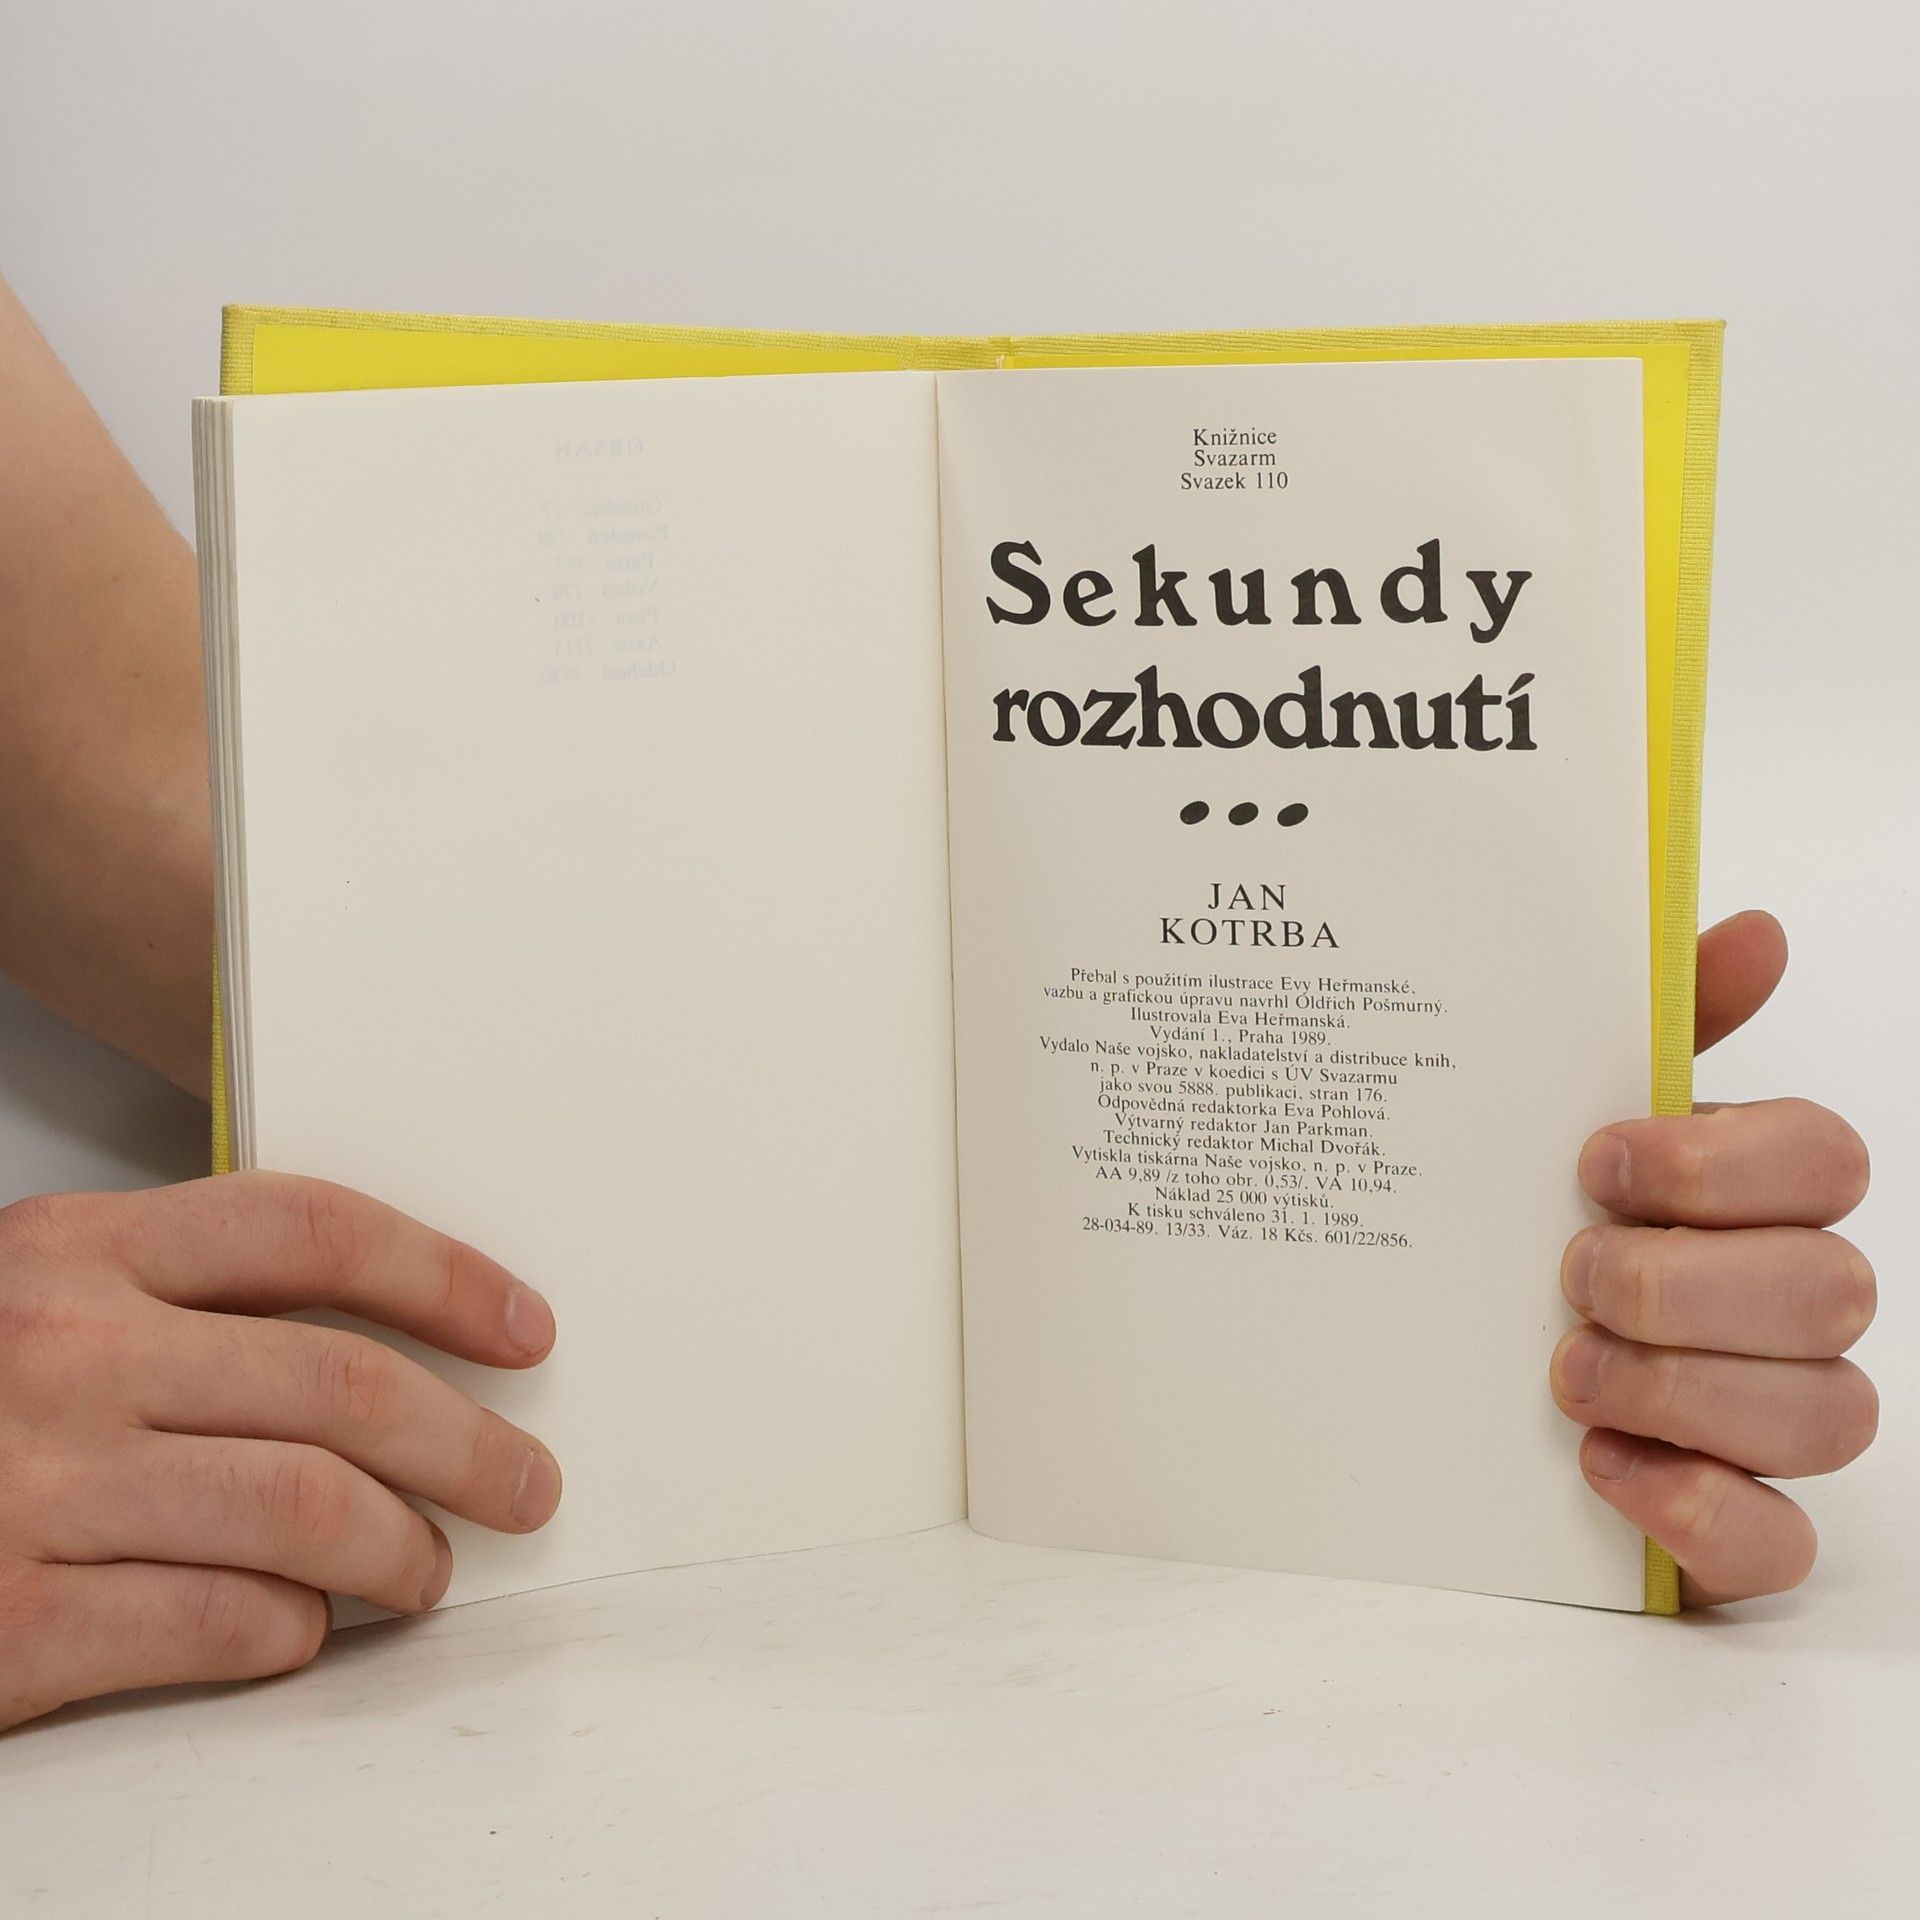 Knižnice
Svazarm
Svazek 110
Sekundy
rozhodnutí
...
JAN
KOTRBA
Přebal s použitím ilustrace Evy Heřmanské,
vazbu a grafickou úpravu navrhl Oldřich Pošmurný.
Ilustrovala Eva Heřmanská.
Vydání 1., Praha 1989.
Vydalo Naše vojsko, nakladatelství a distribuce knih,
n. p. v Praze v koedici s ÚV Svazarmu
jako svou 5888. publikaci, stran 176.
Odpovědná redaktorka Eva Pohlová.
Výtvarný redaktor Jan Parkman.
Technický redaktor Michal Dvořák.
Vytiskla tiskárna Naše vojsko, n. p. v Praze.
AA 9,89 /z toho obr. 0,53/. VA 10,94.
Náklad 25 000 výtisků.
K tisku schváleno 31. 1. 1989.
28-034-89. 13/33. Váz. 18 Kčs. 601/22/856.